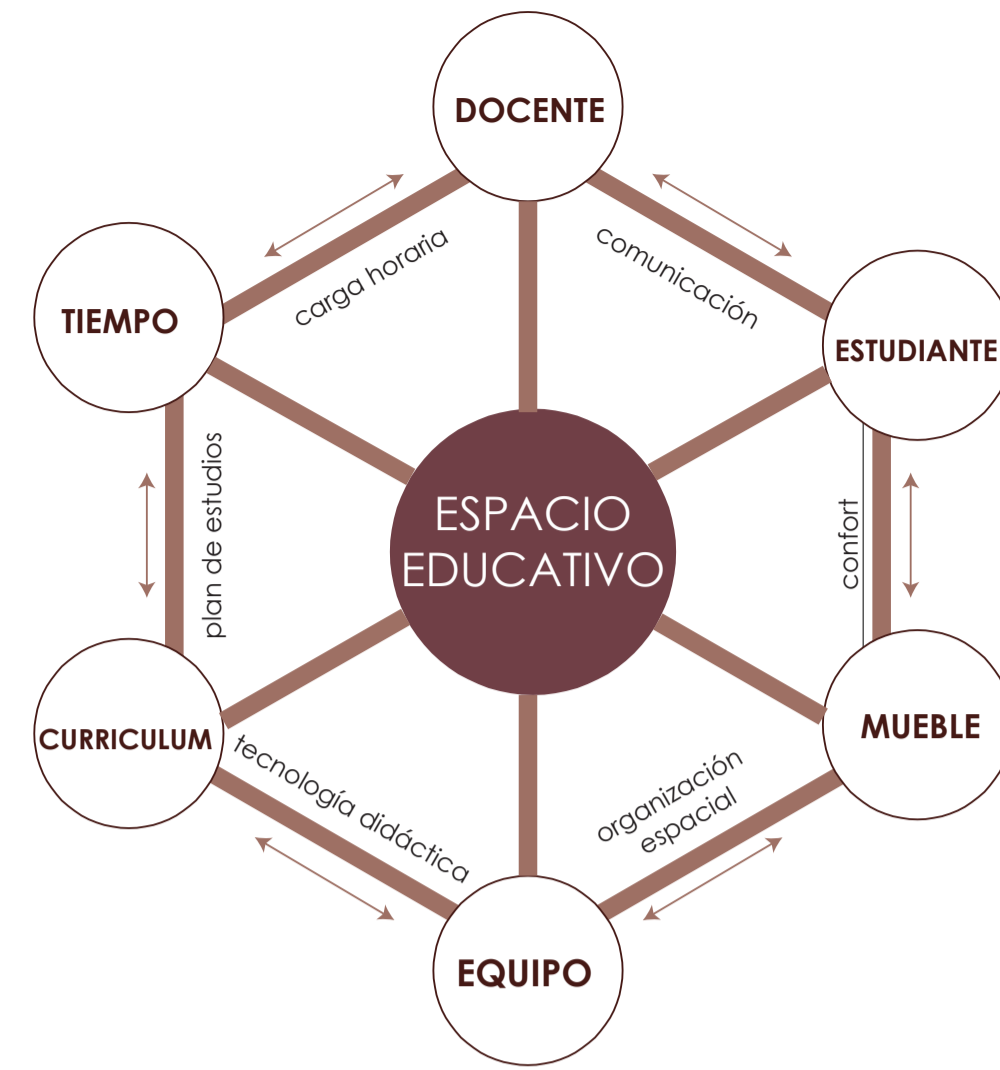 DOCENTE
carga horaria
comunicación
TIEMPO
ESTUDIANTE
plan de estudios
ESPACIO
EDUCATIVO
confort
CURRICULUM
MUEBLE
tecnología didáctica
organización
espacial
EQUIPO